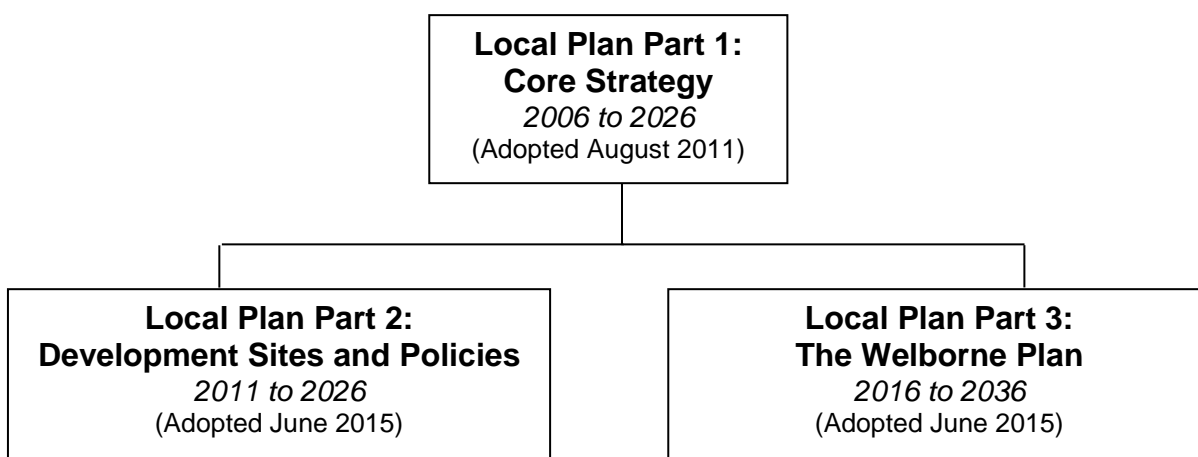 Local Plan Part 1:
Core Strategy
2006 to 2026
(Adopted August 2011)
Local Plan Part 2:
Development Sites and Policies
2011 to 2026
(Adopted June 2015)
Local Plan Part 3:
The Welborne Plan
2016 to 2036
(Adopted June 2015)